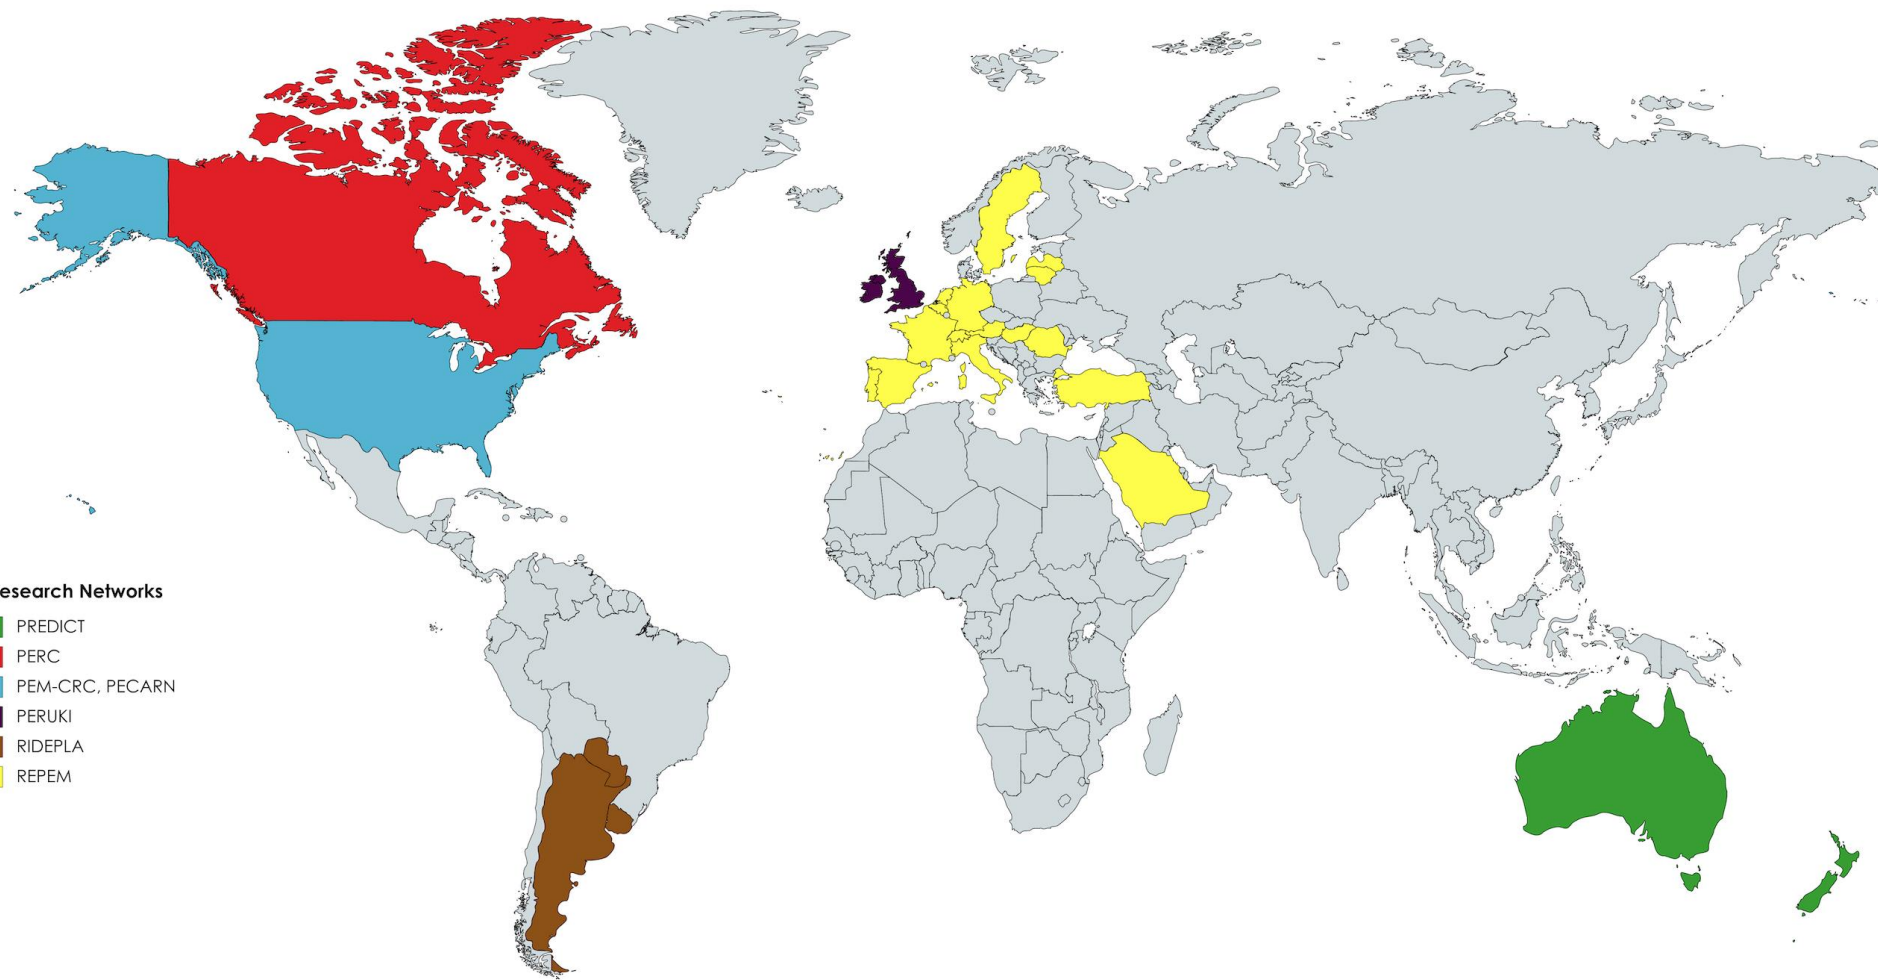 esearch Networks
PREDICT
PERC
PEM-CRC, PECARN
PERUKI
RIDEPLA
REPEM